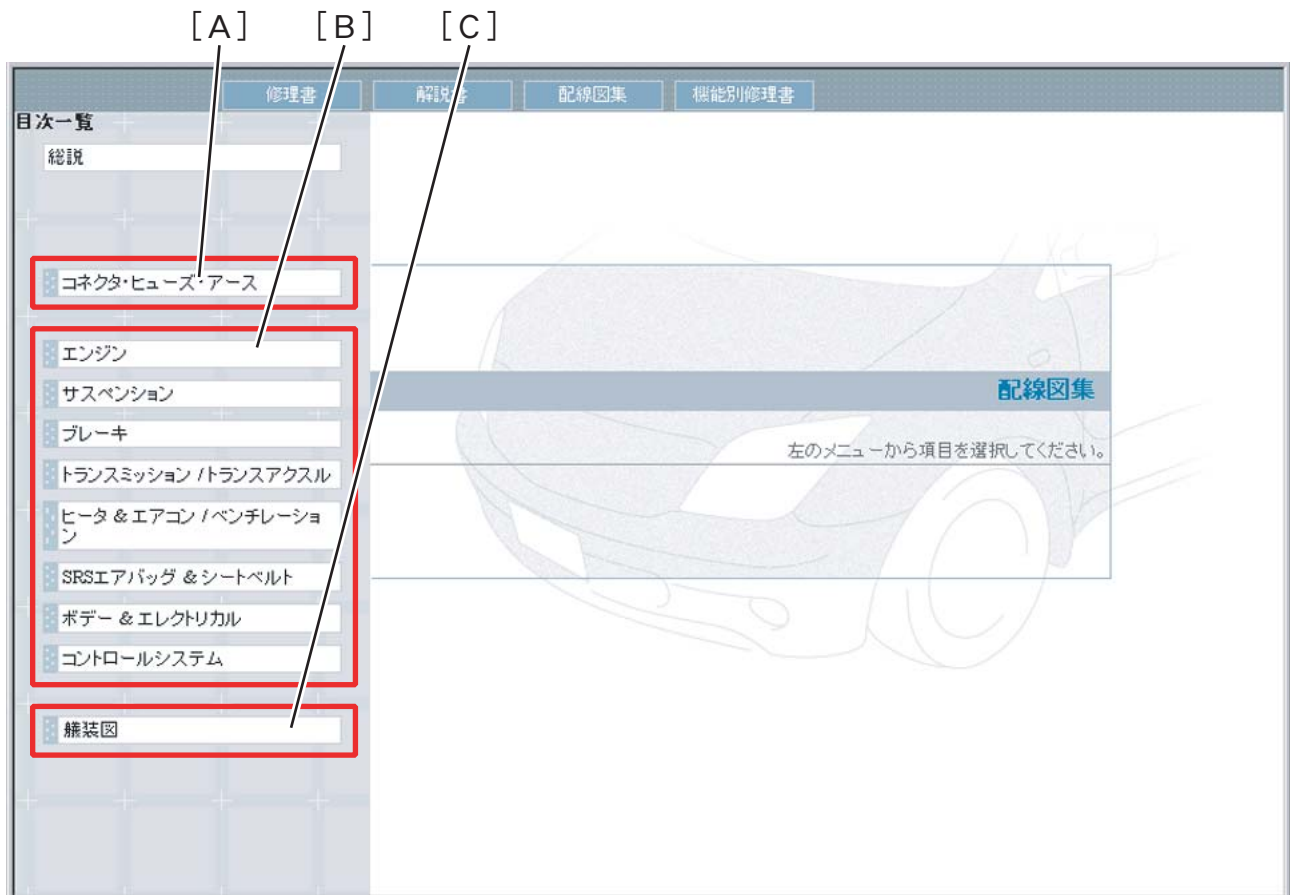 [A] [B] [C]
修理書 解説書 配線図集 機能別修理書
目次一覧
総説
コネクタ・ヒューズ・アース
エンジン
サスペンション
ブレーキ
トランスミッション /トランスアクスル
ヒータ & エアコン / ベンチレーショ
ン
SRSエアバッグ & シートベルト
ボデー & エレクトリカル
コントロールシステム
艤装図
配線図集
左のメニューから項目を選択してください。